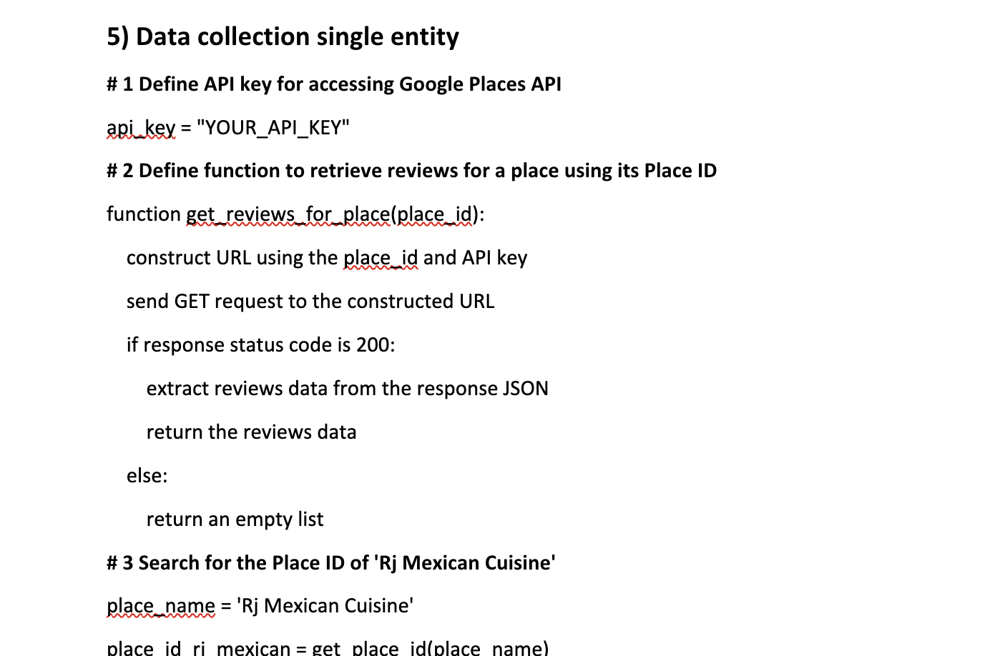 5) Data collection single entity
# 1 Define API key for accessing Google Places API
api_key = "YOUR_API_KEY"
# 2 Define function to retrieve reviews for a place using its Place ID
function get_reviews_for_place(place_id):
construct URL using the place_id and API key
send GET request to the constructed URL
if response status code is 200:
extract reviews data from the response JSON
return the reviews data
else:
return an empty list
# 3 Search for the Place ID of 'Rj Mexican Cuisine'
place_name = 'Rj Mexican Cuisine'
place_id_rj_mexican = get_place_id(place_name)